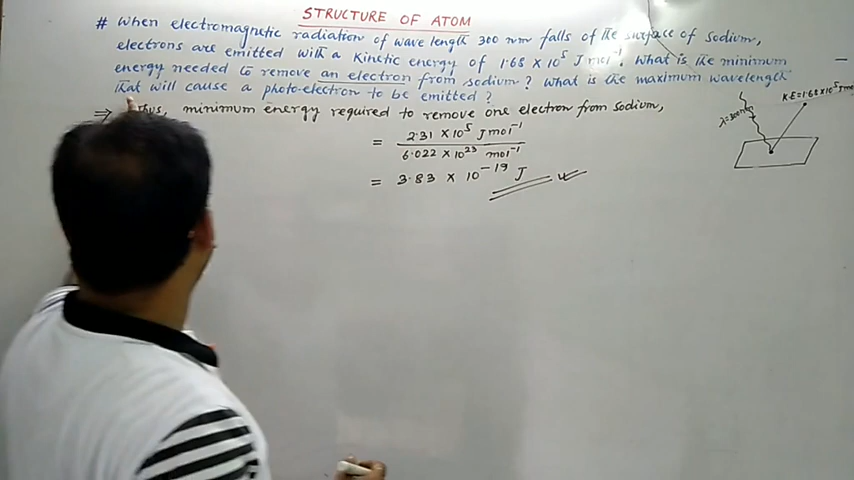 STRUCTURE OF ATOM
# When electromagnetic radiation of wave length 300 nm falls of the surface of Sodium,
electrons are emitted with a kinetic energy of 1.68 × 10⁵ J mol⁻¹. What is the minimum
energy needed to remove an electron from sodium? What is the maximum wavelength
that will cause a photo-electron to be emitted?
K·E=1.68×10⁵ J
λ=300
⇒ minimum energy required to remove one electron from sodium,
= 2.31 × 10⁵ J mol⁻¹
6.022 × 10²³ mol⁻¹
= 3.83 × 10⁻¹⁹ J